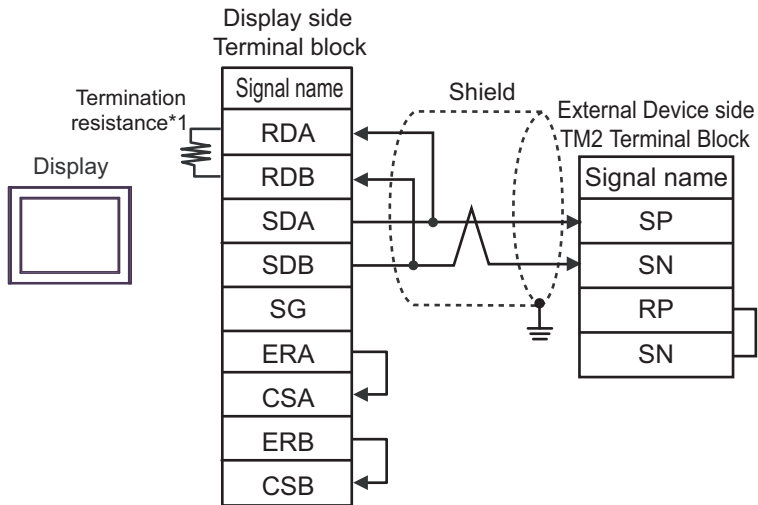 Display side
Terminal block
Signal name
Termination
resistance*1
RDA
RDB
SDA
SDB
SG
ERA
CSA
ERB
CSB
Display
Shield
External Device side
TM2 Terminal Block
Signal name
SP
SN
RP
SN